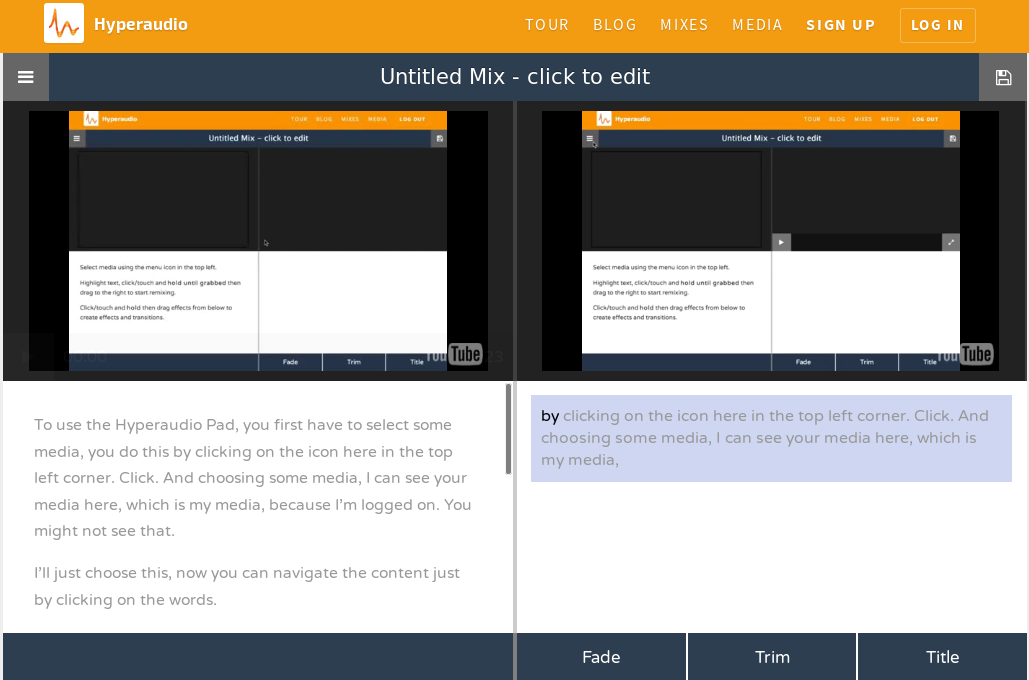 Hyperaudio
TOUR BLOG MIXES MEDIA SIGN UP LOG IN
Untitled Mix - click to edit
Hyperaudio
TOUR BLOG MIXES MEDIA LOG OUT
Untitled Mix – click to edit
Select media using the menu icon in the top left.
Highlight text, click/touch and hold until grabbed then
drag to the right to start remixing.
Click/touch and hold then drag effects from below to
create effects and transitions.
Fade Trim Title
YouTube
Hyperaudio
TOUR BLOG MIXES MEDIA LOG OUT
Untitled Mix – click to edit
Select media using the menu icon in the top left.
Highlight text, click/touch and hold until grabbed then
drag to the right to start remixing.
Click/touch and hold then drag effects from below to
create effects and transitions.
Fade Trim Title
YouTube
To use the Hyperaudio Pad, you first have to select some
media, you do this by clicking on the icon here in the top
left corner. Click. And choosing some media, I can see your
media here, which is my media, because I'm logged on. You
might not see that.
I'll just choose this, now you can navigate the content just
by clicking on the words.
by clicking on the icon here in the top left corner. Click. And
choosing some media, I can see your media here, which is
my media,
Fade Trim Title